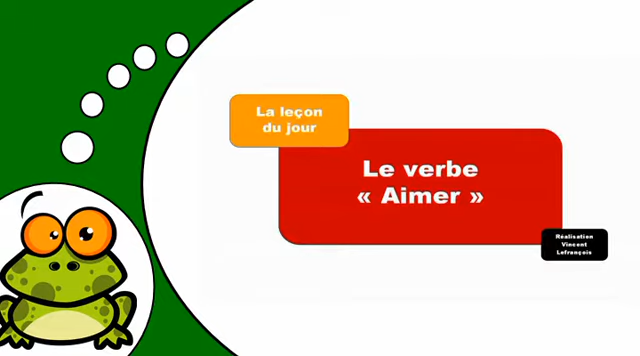 La leçon
du jour
Le verbe
« Aimer »
Réalisation
Vincent
Lefrançois